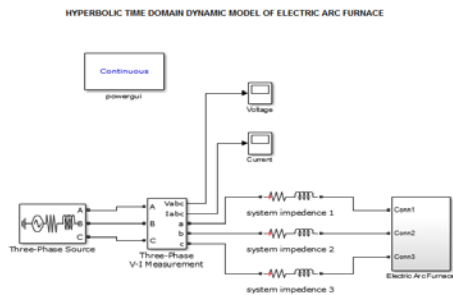 HYPERBOLIC TIME DOMAIN DYNAMIC MODEL OF ELECTRIC ARC FURNACE
Continuous
powergui
Voltage
Current
A
B
C
Three-Phase Source
A
B
C
Vabc
Iabc
a
b
c
Three-Phase
V-I Measurement
system impedence 1
system impedence 2
system impedence 3
Conn1
Conn2
Conn3
Electric Arc Furnace